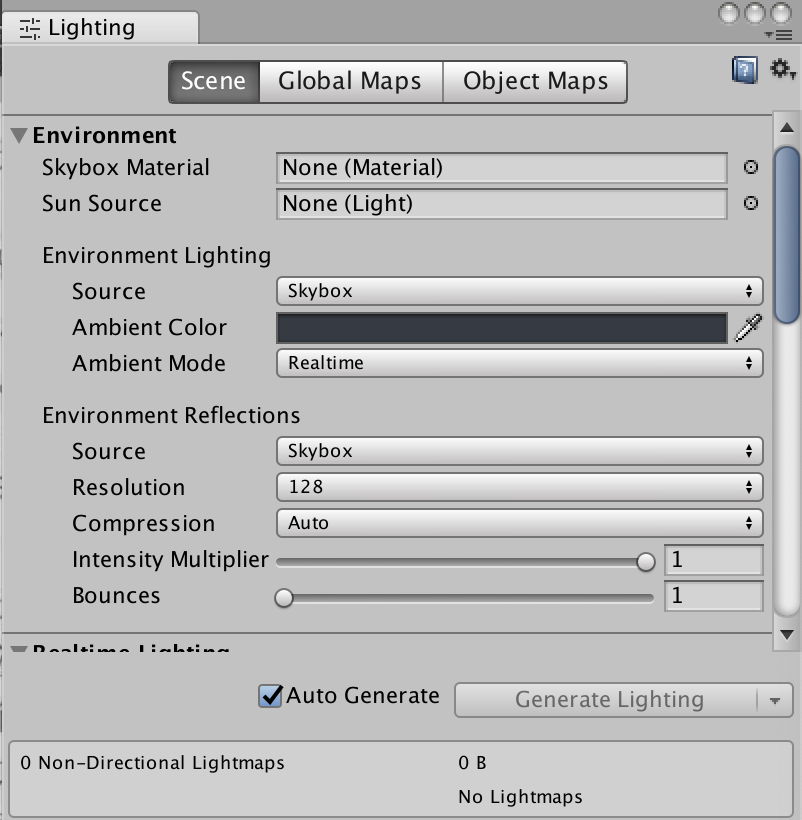 Lighting
Scene Global Maps Object Maps
Environment
Skybox Material None (Material)
Sun Source None (Light)
Environment Lighting
Source Skybox
Ambient Color
Ambient Mode Realtime
Environment Reflections
Source Skybox
Resolution 128
Compression Auto
Intensity Multiplier 1
Bounces 1
Realtime Lighting
Auto Generate Generate Lighting
0 Non-Directional Lightmaps 0 B
No Lightmaps